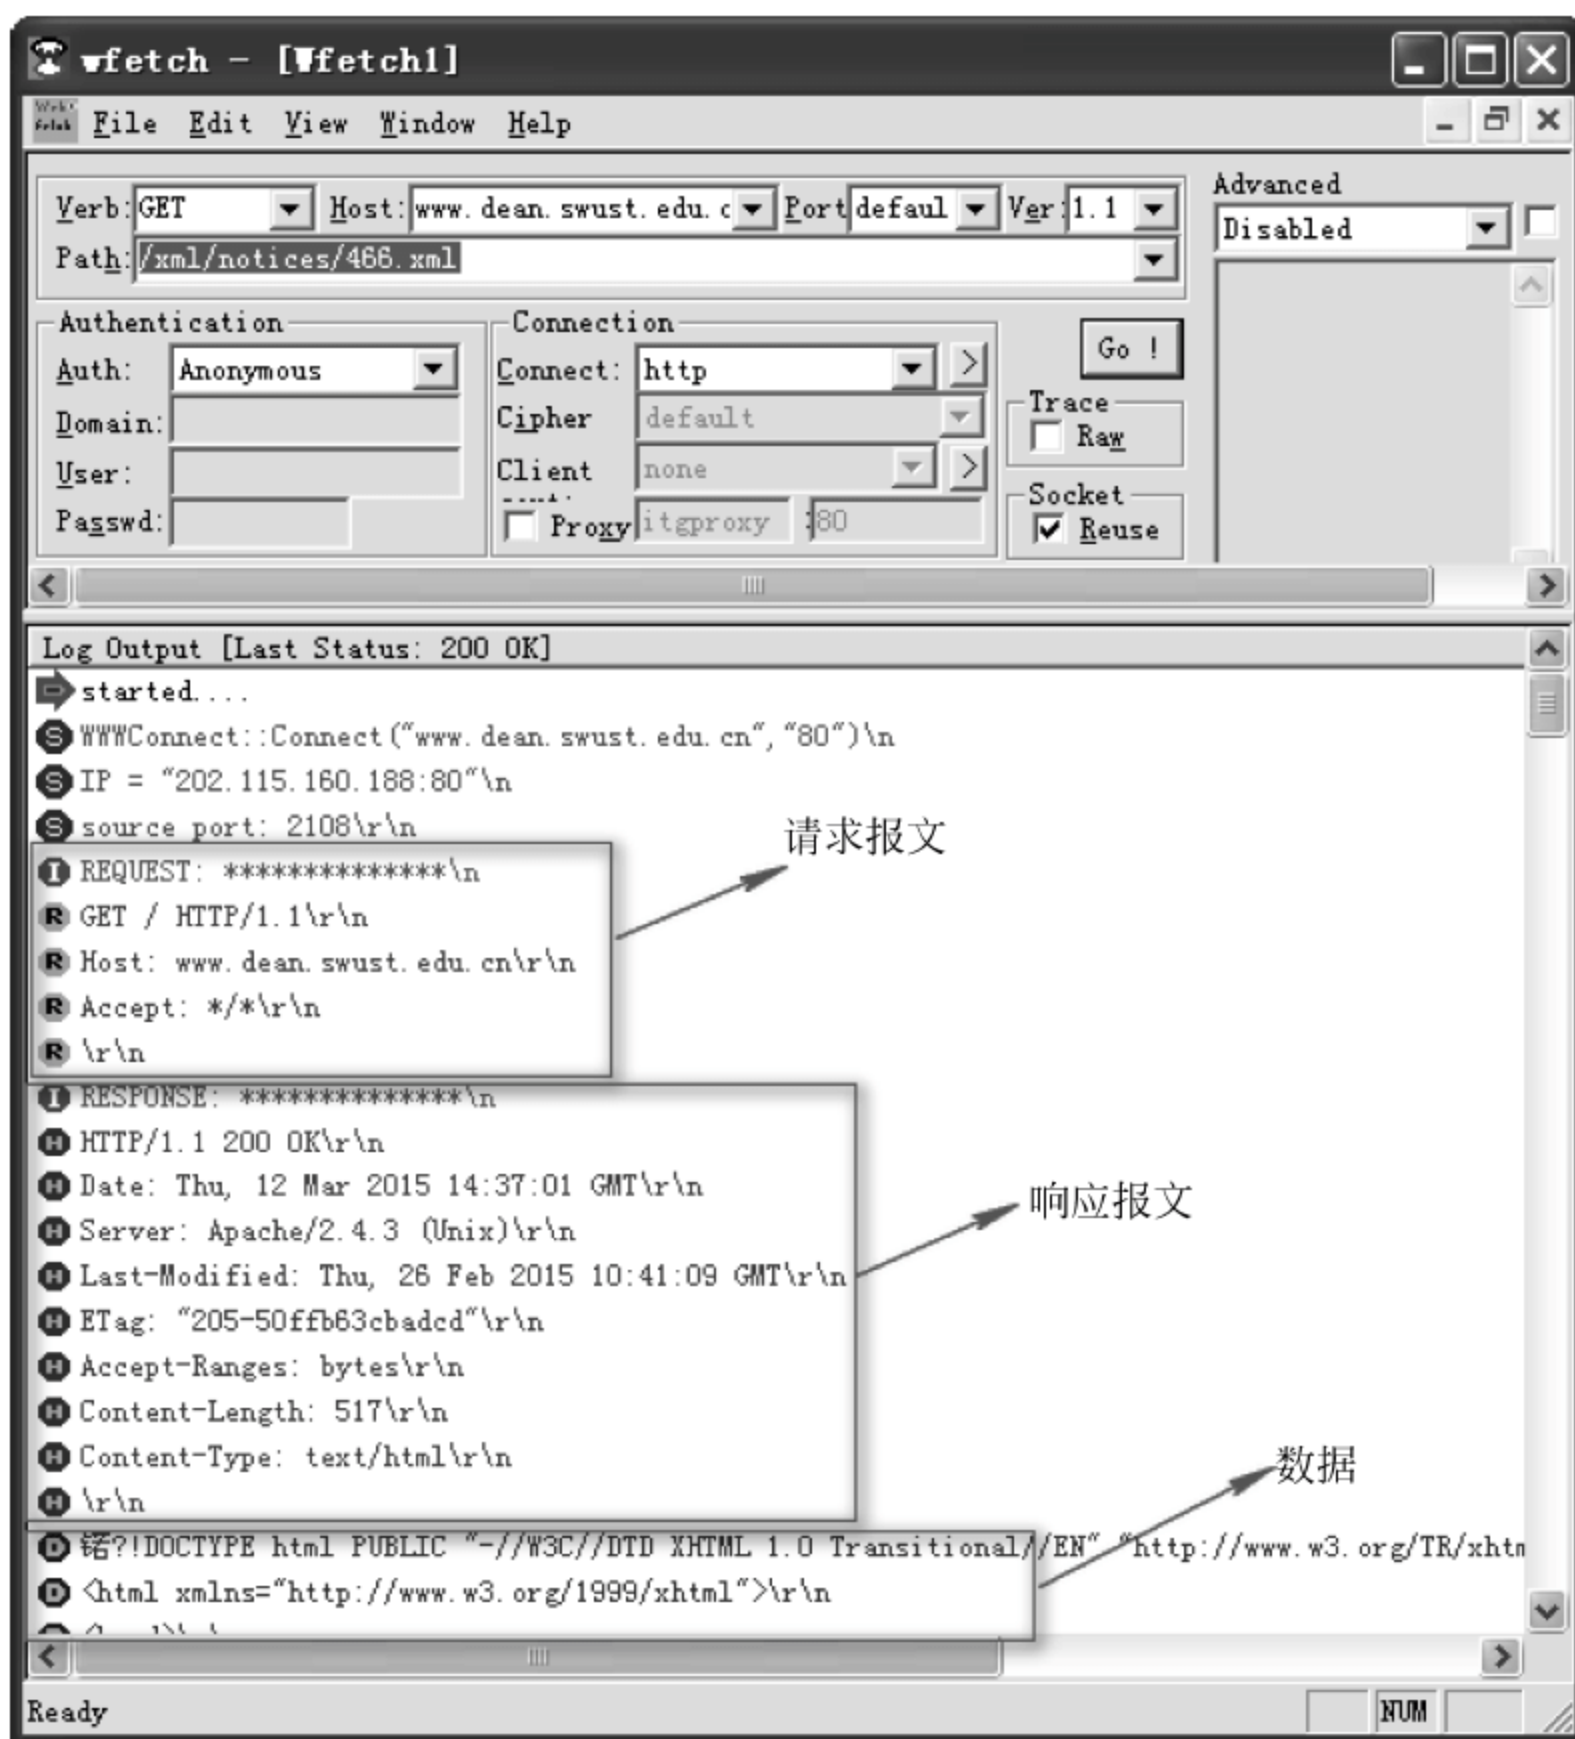 wfetch - [Wfetch1]
File Edit View Window Help
Advanced
Verb: GET Host: www.dean.swust.edu.c Port defaul Ver: 1.1
Disabled
Path: /xml/notices/466.xml
Authentication Connection
Go !
Auth: Anonymous Connect: http >
Trace
Domain: Cipher default
Raw
User: Client none >
Socket
Passwd: Proxy itgproxy :80
Reuse
Log Output [Last Status: 200 OK]
started....
WWWConnect::Connect("www.dean.swust.edu.cn","80")\n
IP = "202.115.160.188:80"\n
source port: 2108\r\n
请求报文
REQUEST: **************\n
GET / HTTP/1.1\r\n
Host: www.dean.swust.edu.cn\r\n
Accept: */*\r\n
\r\n
RESPONSE: **************\n
HTTP/1.1 200 OK\r\n
Date: Thu, 12 Mar 2015 14:37:01 GMT\r\n
响应报文
Server: Apache/2.4.3 (Unix)\r\n
Last-Modified: Thu, 26 Feb 2015 10:41:09 GMT\r\n
ETag: "205-50ffb63cbadcd"\r\n
Accept-Ranges: bytes\r\n
Content-Length: 517\r\n
Content-Type: text/html\r\n
数据
\r\n
锘?!DOCTYPE html PUBLIC "-//W3C//DTD XHTML 1.0 Transitional//EN" "http://www.w3.org/TR/xhtm
<html xmlns="http://www.w3.org/1999/xhtml">\r\n
Ready
NUM